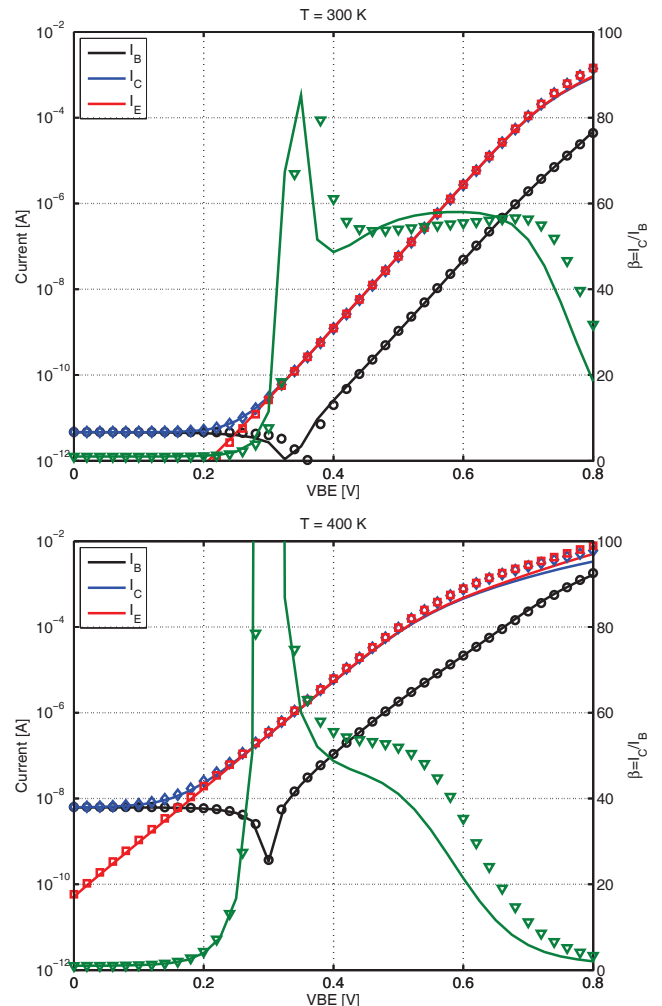 T = 300 K
I_B
I_C
I_E
10^−2
10^−4
10^−6
10^−8
10^−10
10^−12
Current [A]
100
80
60
40
20
0
β=I_C/I_B
0 0.2 0.4 0.6 0.8
VBE [V]
T = 400 K
I_B
I_C
I_E
10^−2
10^−4
10^−6
10^−8
10^−10
10^−12
Current [A]
100
80
60
40
20
0
β=I_C/I_B
0 0.2 0.4 0.6 0.8
VBE [V]